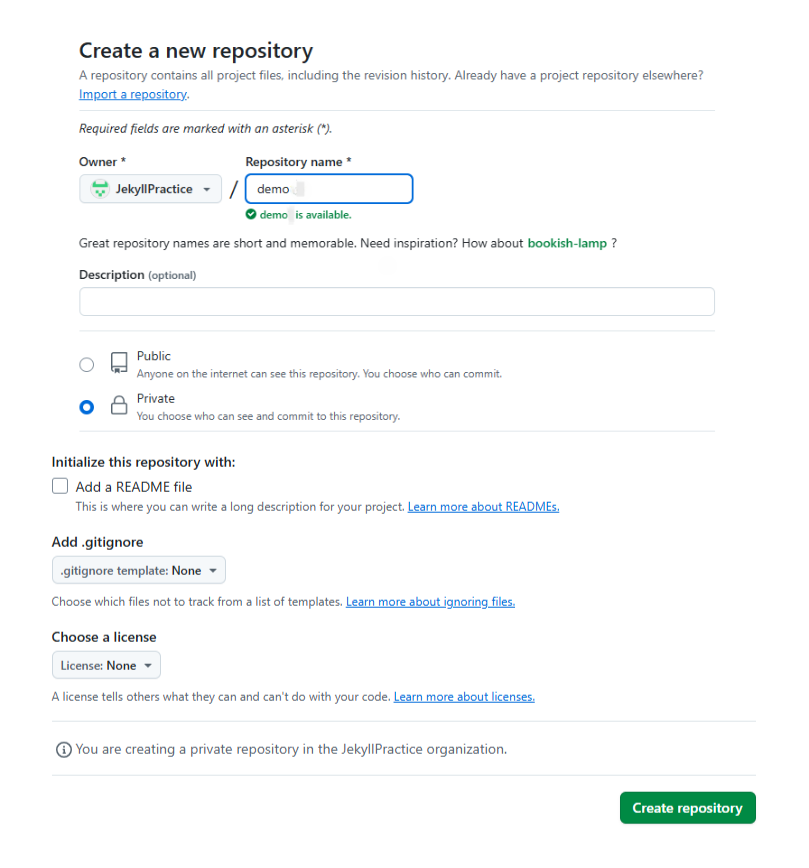 Create a new repository
A repository contains all project files, including the revision history. Already have a project repository elsewhere?
Import a repository.
Required fields are marked with an asterisk (*).
Owner * Repository name *
JekyllPractice / demo
demo is available.
Great repository names are short and memorable. Need inspiration? How about bookish-lamp ?
Description (optional)
Public
Anyone on the internet can see this repository. You choose who can commit.
Private
You choose who can see and commit to this repository.
Initialize this repository with:
Add a README file
This is where you can write a long description for your project. Learn more about READMEs.
Add .gitignore
.gitignore template: None
Choose which files not to track from a list of templates. Learn more about ignoring files.
Choose a license
License: None
A license tells others what they can and can't do with your code. Learn more about licenses.
You are creating a private repository in the JekyllPractice organization.
Create repository